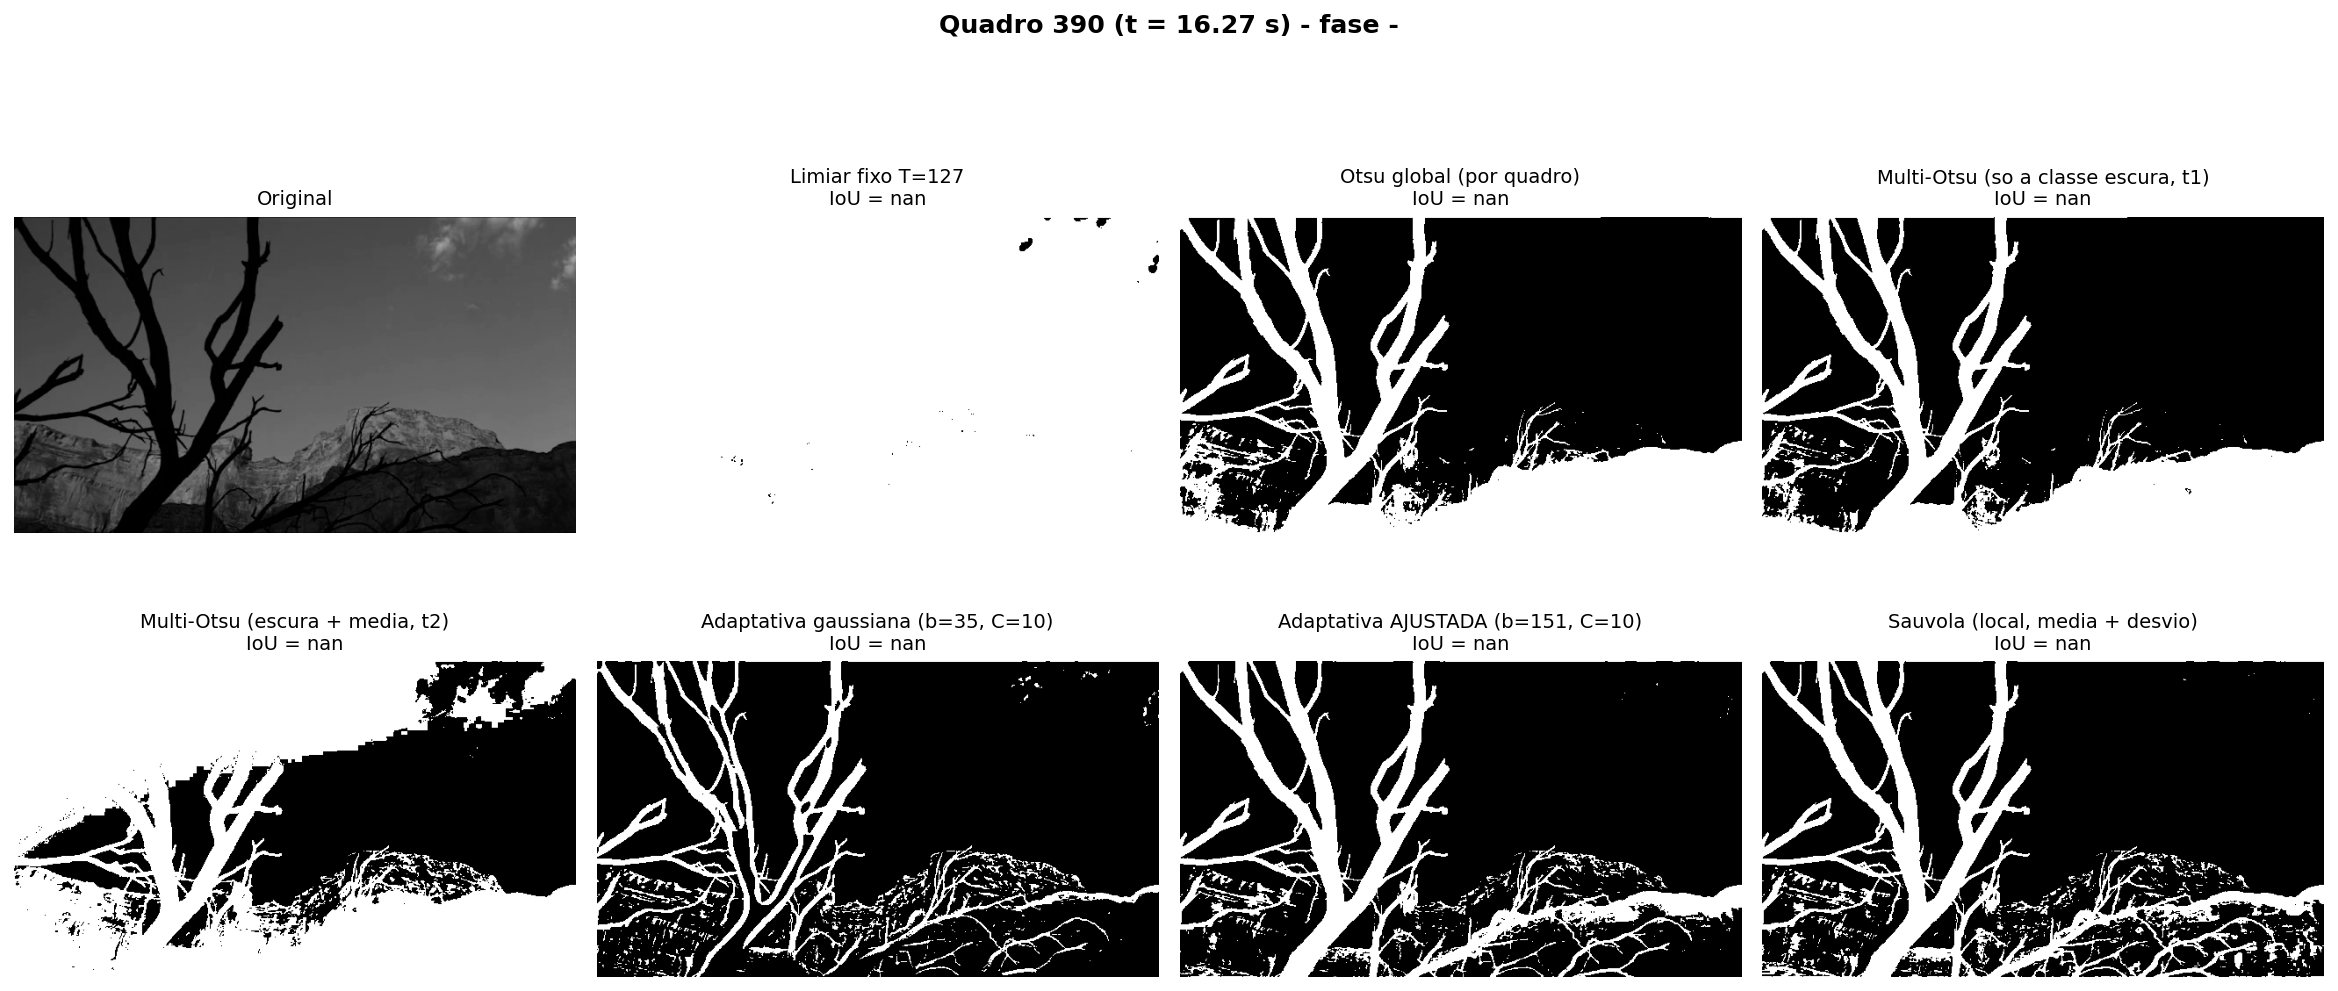 Quadro 390 (t = 16.27 s) - fase -
Original
Limiar fixo T=127
IoU = nan
Otsu global (por quadro)
IoU = nan
Multi-Otsu (so a classe escura, t1)
IoU = nan
Multi-Otsu (escura + media, t2)
IoU = nan
Adaptativa gaussiana (b=35, C=10)
IoU = nan
Adaptativa AJUSTADA (b=151, C=10)
IoU = nan
Sauvola (local, media + desvio)
IoU = nan